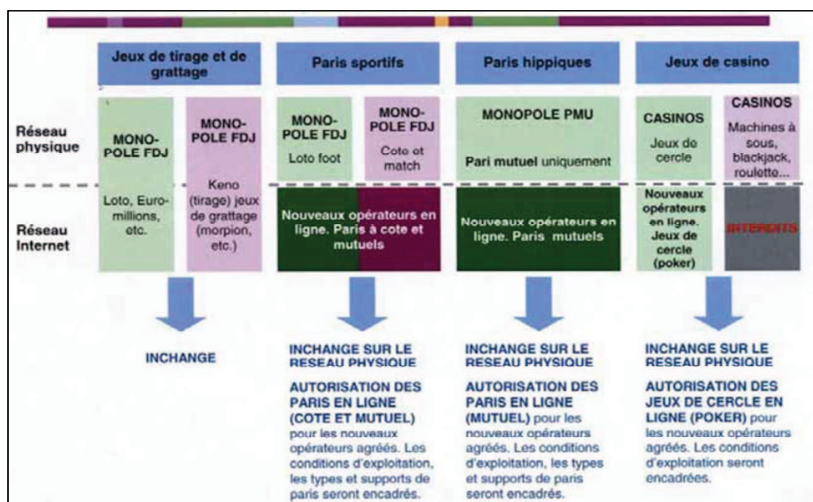 Jeux de tirage et de
grattage
Paris sportifs
Paris hippiques
Jeux de casino
Réseau
physique
MONO-
POLE FDJ
Loto, Euro-
millions,
etc.
MONO-
POLE FDJ
Keno
(tirage) jeux
de grattage
(morpion,
etc.)
MONO-
POLE FDJ
Loto foot
MONO-
POLE FDJ
Cote et
match
MONOPOLE PMU
Pari mutuel uniquement
CASINOS
Jeux de
cercle
CASINOS
Machines à
sous,
blackjack,
roulette...
Réseau
Internet
Nouveaux opérateurs en
ligne. Paris à cote et
mutuels
Nouveaux opérateurs en
ligne. Paris mutuels
Nouveaux
opérateurs
en ligne.
Jeux de
cercle
(poker)
INTERDITS
INCHANGE
INCHANGE SUR LE
RESEAU PHYSIQUE
AUTORISATION DES
PARIS EN LIGNE
(COTE ET MUTUEL)
pour les nouveaux
opérateurs agréés. Les
conditions d'exploitation,
les types et supports de
paris seront encadrés.
INCHANGE SUR LE
RESEAU PHYSIQUE
AUTORISATION DES
PARIS EN LIGNE
(MUTUEL) pour les
nouveaux opérateurs
agréés. Les conditions
d'exploitation, les types
et supports de paris
seront encadrés.
INCHANGE SUR LE
RESEAU PHYSIQUE
AUTORISATION DES
JEUX DE CERCLE EN
LIGNE (POKER) pour
les nouveaux opérateurs
agréés. Les conditions
d'exploitation seront
encadrées.